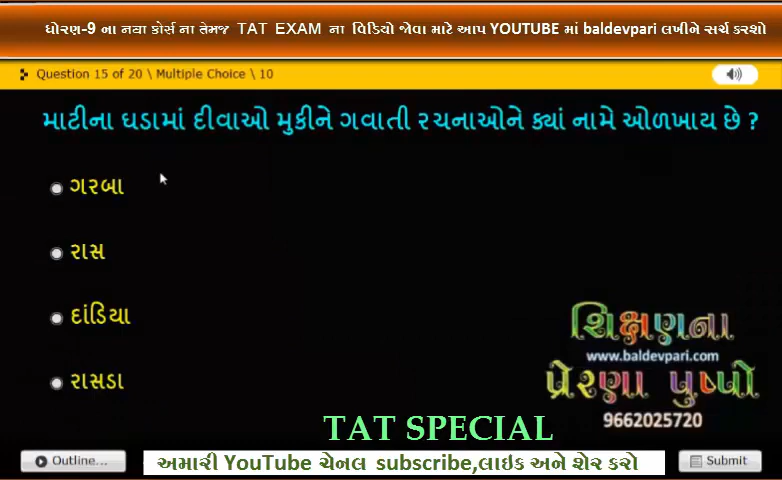 ધોરણ-9 ના નવા કોર્સ ના તેમજ TAT EXAM ના વિડિયો જોવા માટે આપ YOUTUBE માં baldevpari લખીને સર્ચ કરશો
Question 15 of 20 \ Multiple Choice \ 10
માટીના ઘડામાં દીવાઓ મુકીને ગવાતી રચનાઓને ક્યાં નામે ઓળખાય છે ?
ગરબા
રાસ
દાંડિયા
રાસડા
શિક્ષણના
www.baldevpari.com
પ્રેરણા પુષ્પો
9662025720
TAT SPECIAL
Outline...
અમારી YouTube ચેનલ subscribe,લાઇક અને શેર કરો
Submit